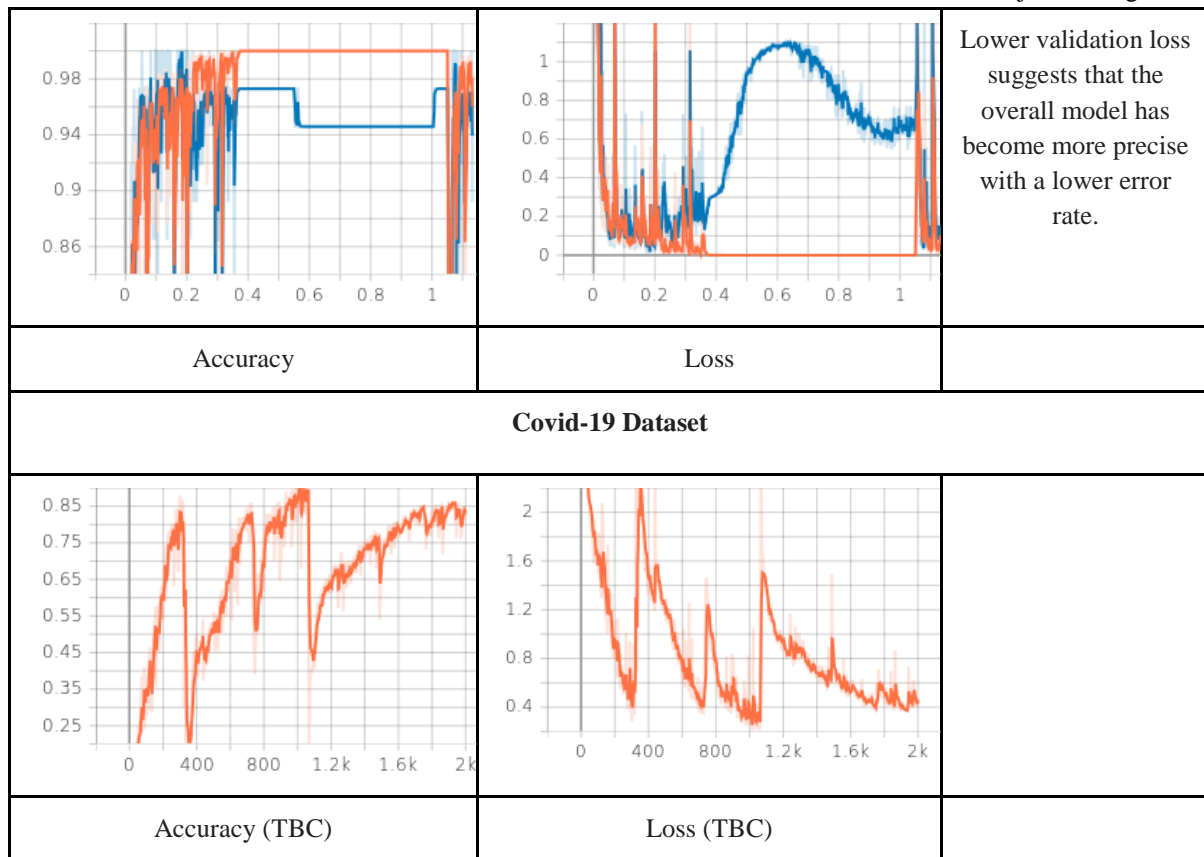 0.98
0.94
0.9
0.86
0 0.2 0.4 0.6 0.8 1
1
0.8
0.6
0.4
0.2
0
0 0.2 0.4 0.6 0.8 1
Lower validation loss
suggests that the
overall model has
become more precise
with a lower error
rate.
Accuracy
Loss
Covid-19 Dataset
0.85
0.75
0.65
0.55
0.45
0.35
0.25
0 400 800 1.2k 1.6k 2k
2
1.6
1.2
0.8
0.4
0 400 800 1.2k 1.6k 2k
Accuracy (TBC)
Loss (TBC)